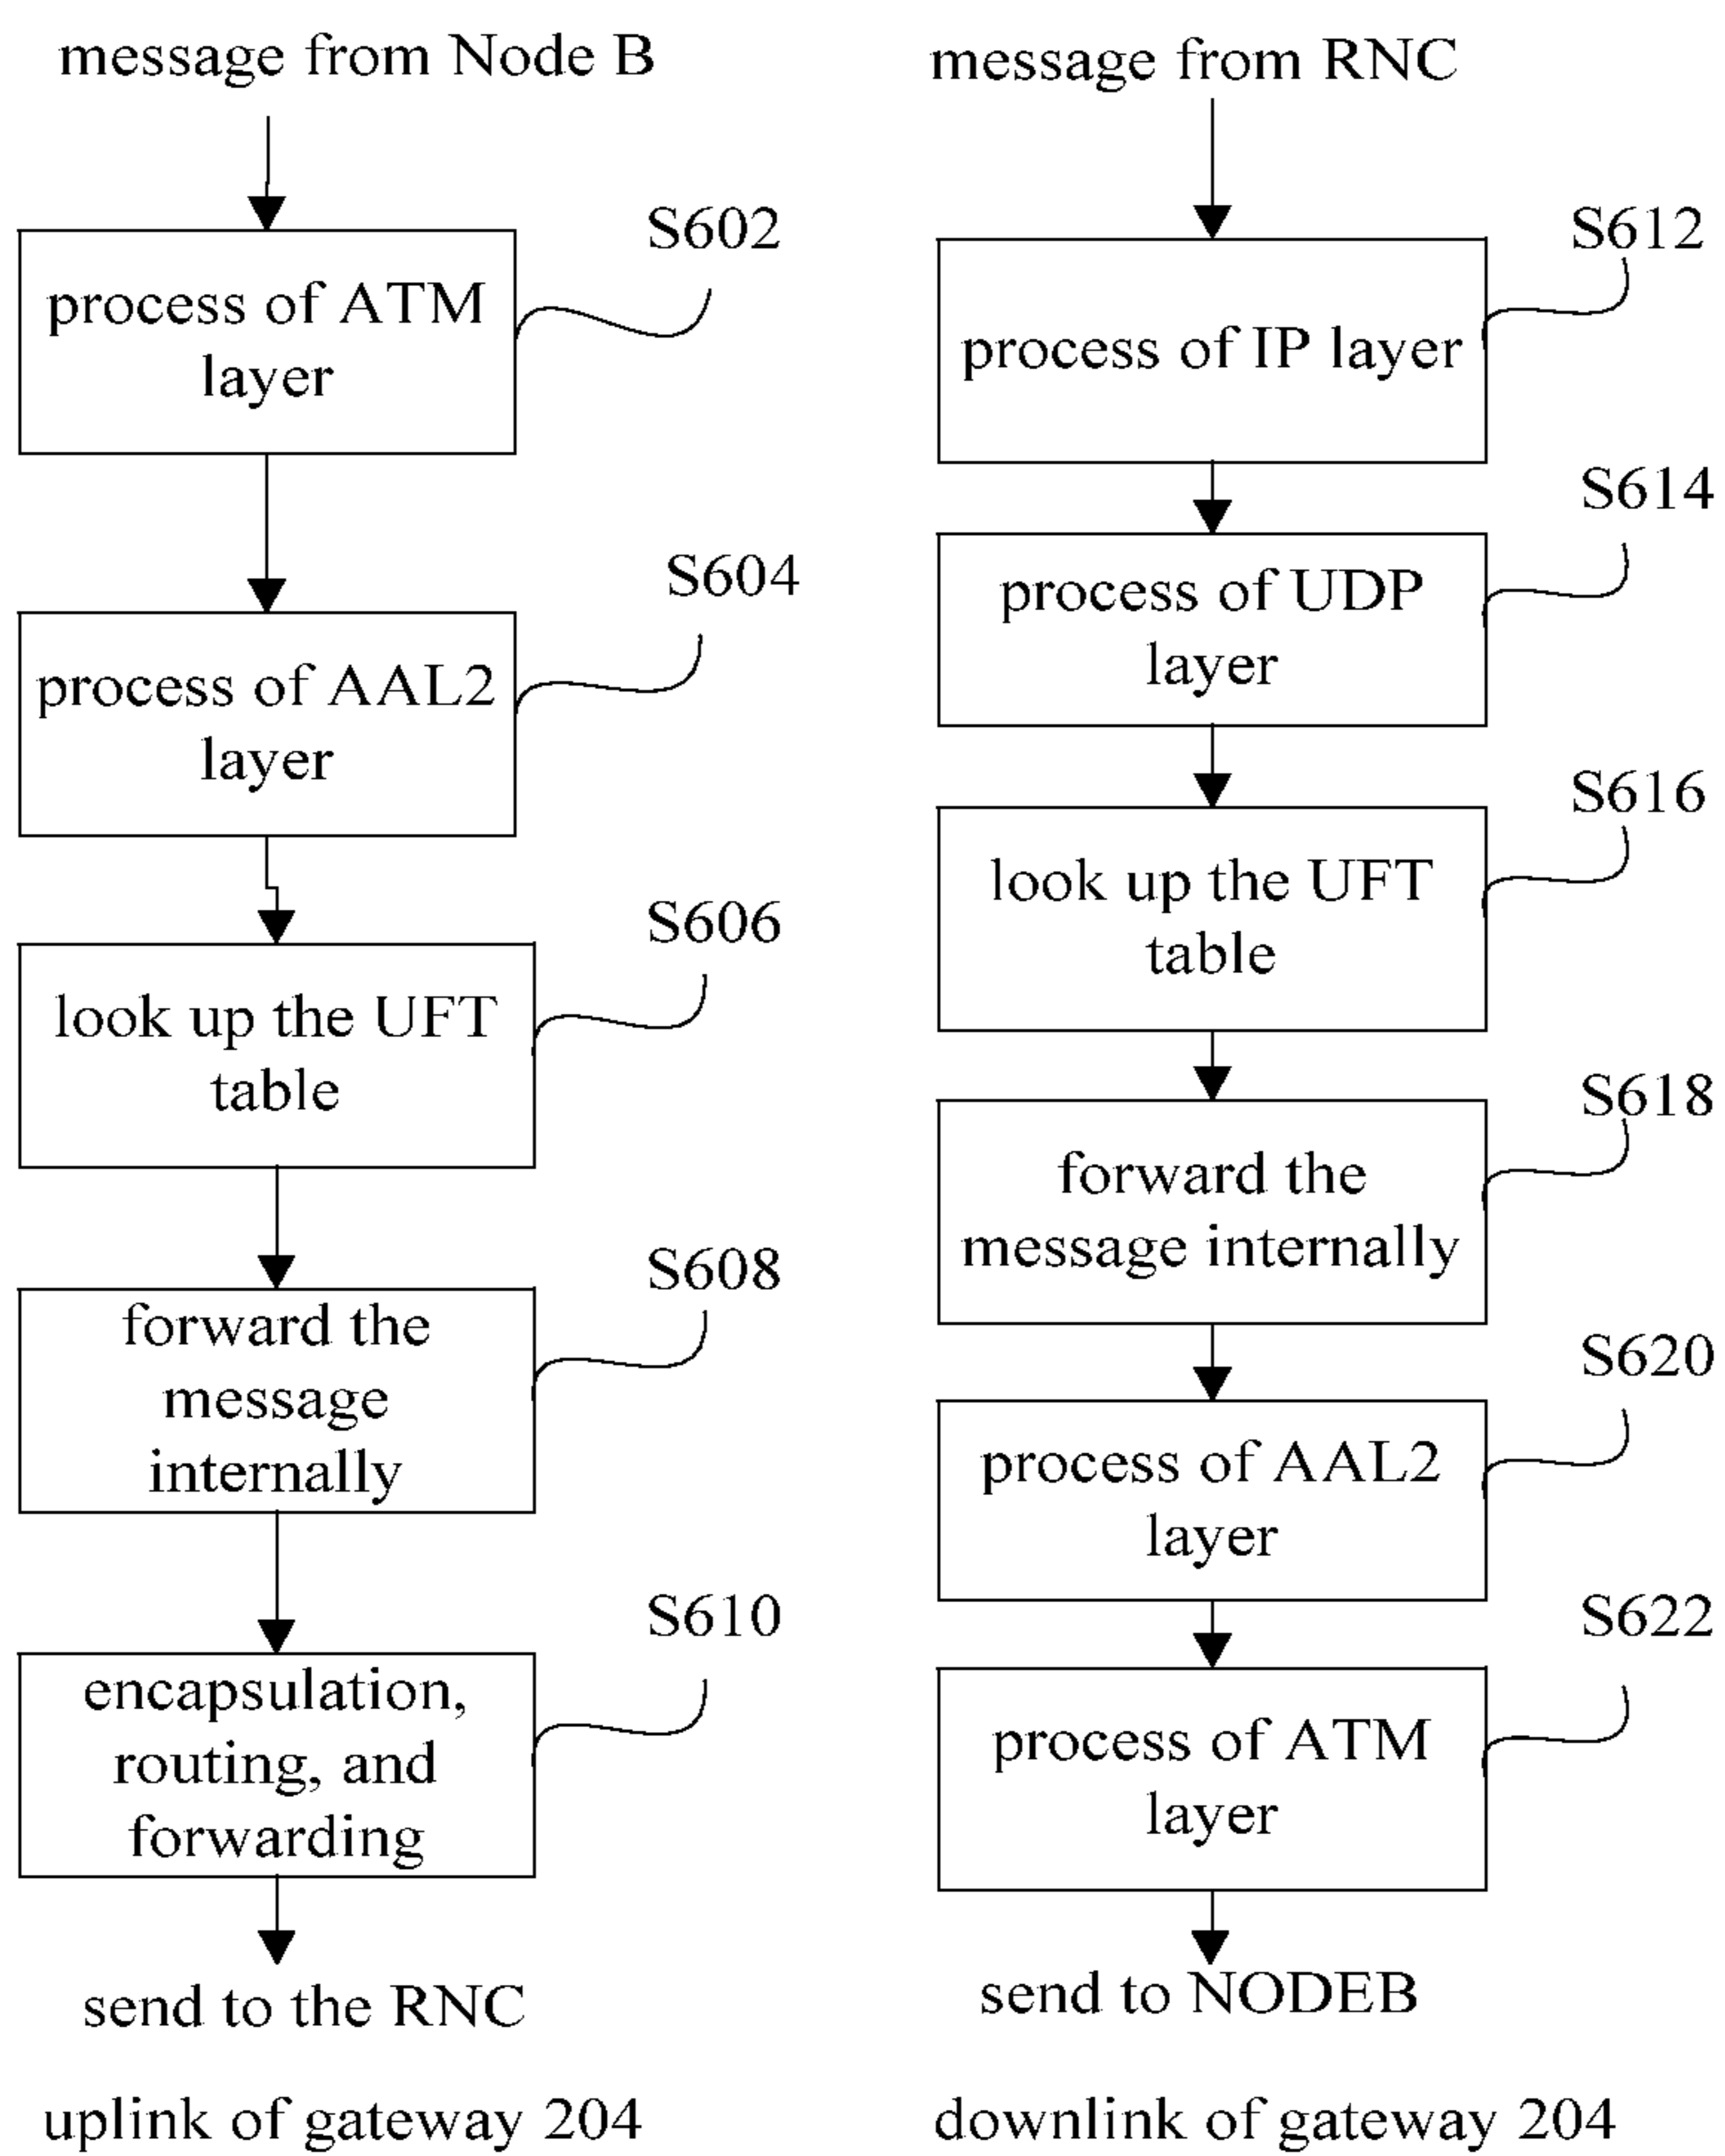 message from Node B
S602
process of ATM
layer
S604
process of AAL2
layer
S606
look up the UFT
table
S608
forward the
message
internally
S610
encapsulation,
routing, and
forwarding
send to the RNC
uplink of gateway 204
message from RNC
S612
process of IP layer
S614
process of UDP
layer
S616
look up the UFT
table
S618
forward the
message internally
S620
process of AAL2
layer
S622
process of ATM
layer
send to NODEB
downlink of gateway 204